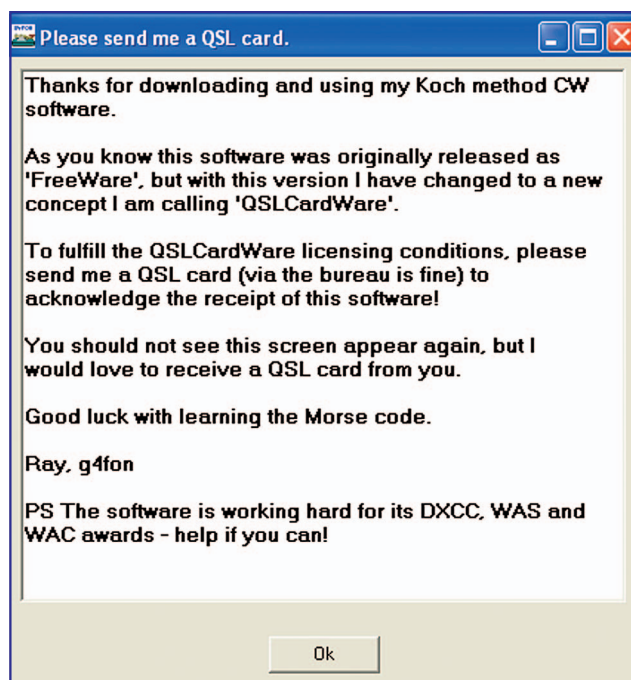 Please send me a QSL card.
Thanks for downloading and using my Koch method CW
software.
As you know this software was originally released as
'FreeWare', but with this version I have changed to a new
concept I am calling 'QSLCardWare'.
To fulfill the QSLCardWare licensing conditions, please
send me a QSL card (via the bureau is fine) to
acknowledge the receipt of this software!
You should not see this screen appear again, but I
would love to receive a QSL card from you.
Good luck with learning the Morse code.
Ray, g4fon
PS The software is working hard for its DXCC, WAS and
WAC awards - help if you can!
Ok